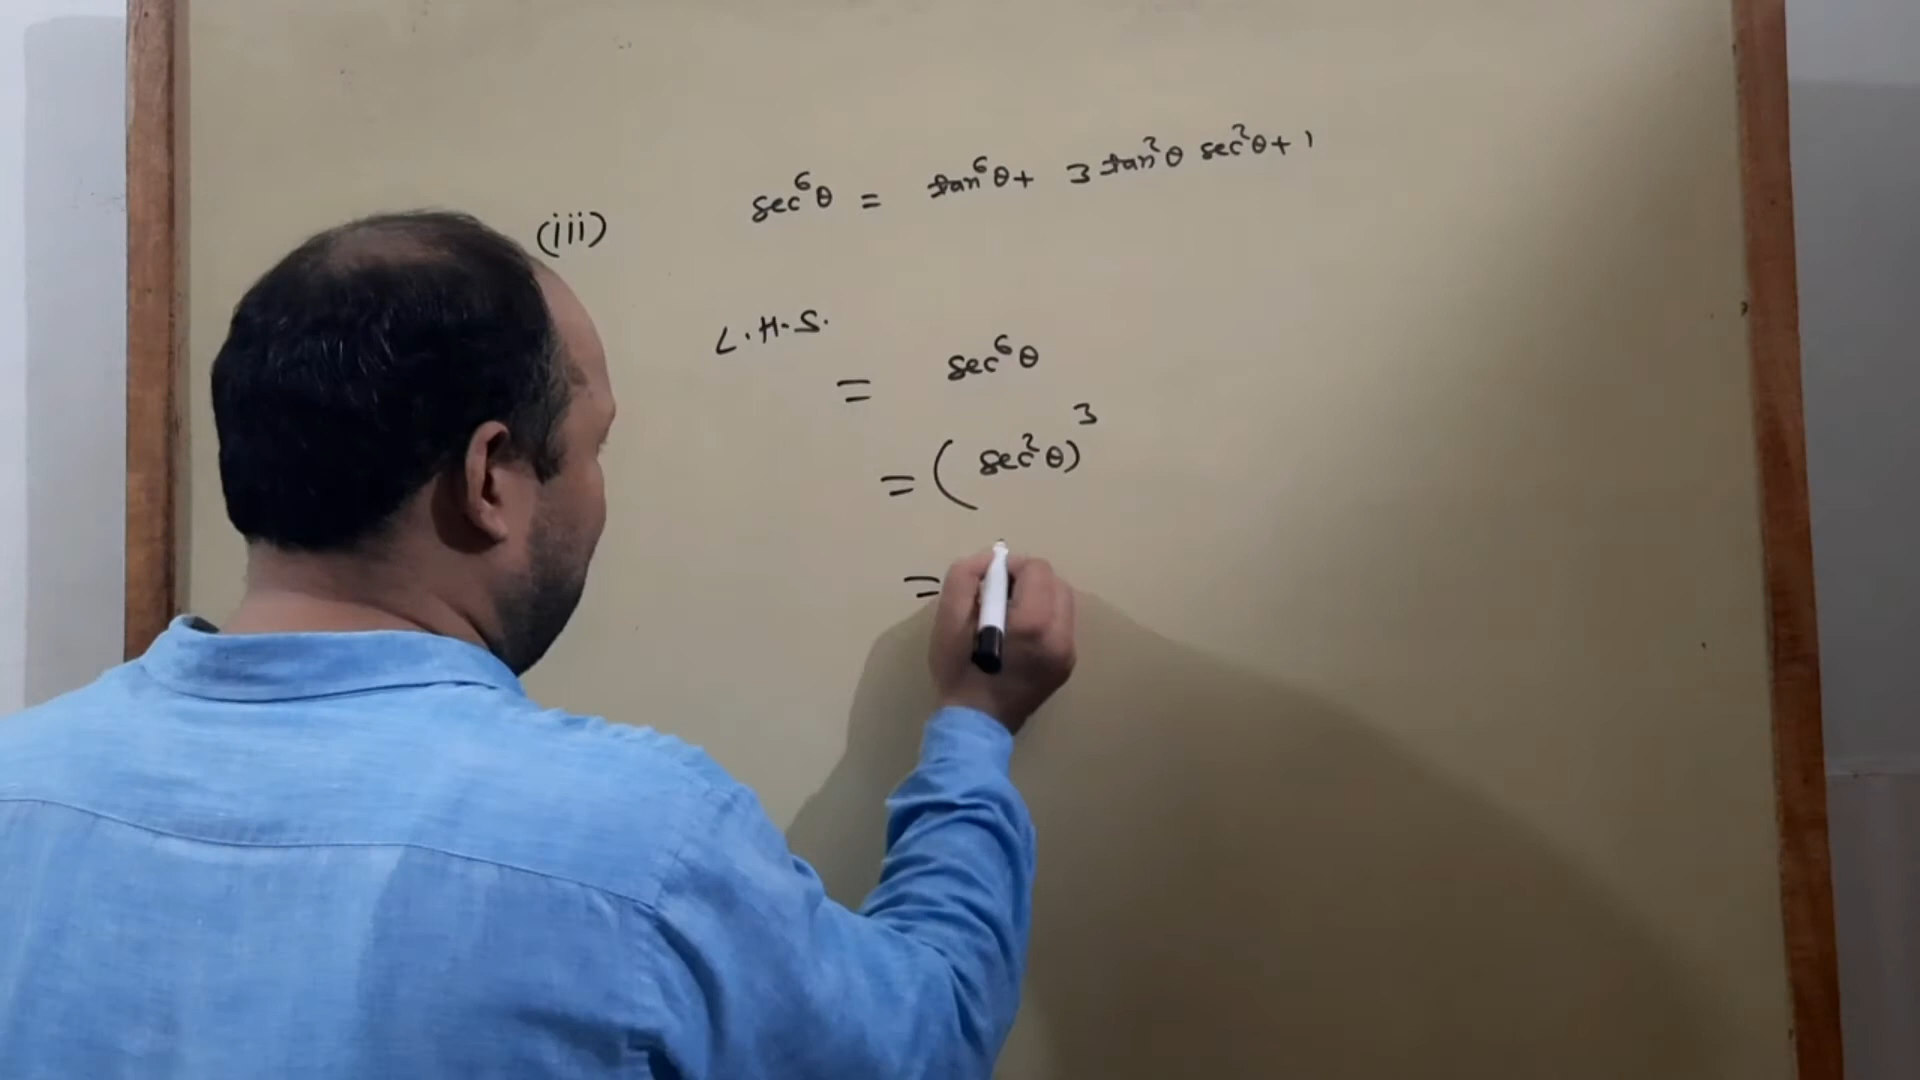 (iii) sec⁶θ = tan⁶θ + 3 tan²θ sec²θ + 1
L.H.S.
= sec⁶θ
= (sec²θ)³
=